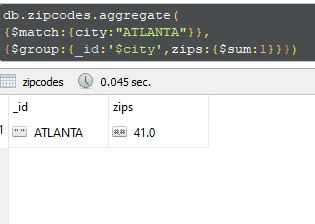 db.zipcodes.aggregate(
{$match:{city:"ATLANTA"}},
{$group:{_id:'$city',zips:{$sum:1}}})
zipcodes 0.045 sec.
_id zips
1 "" ATLANTA #.# 41.0